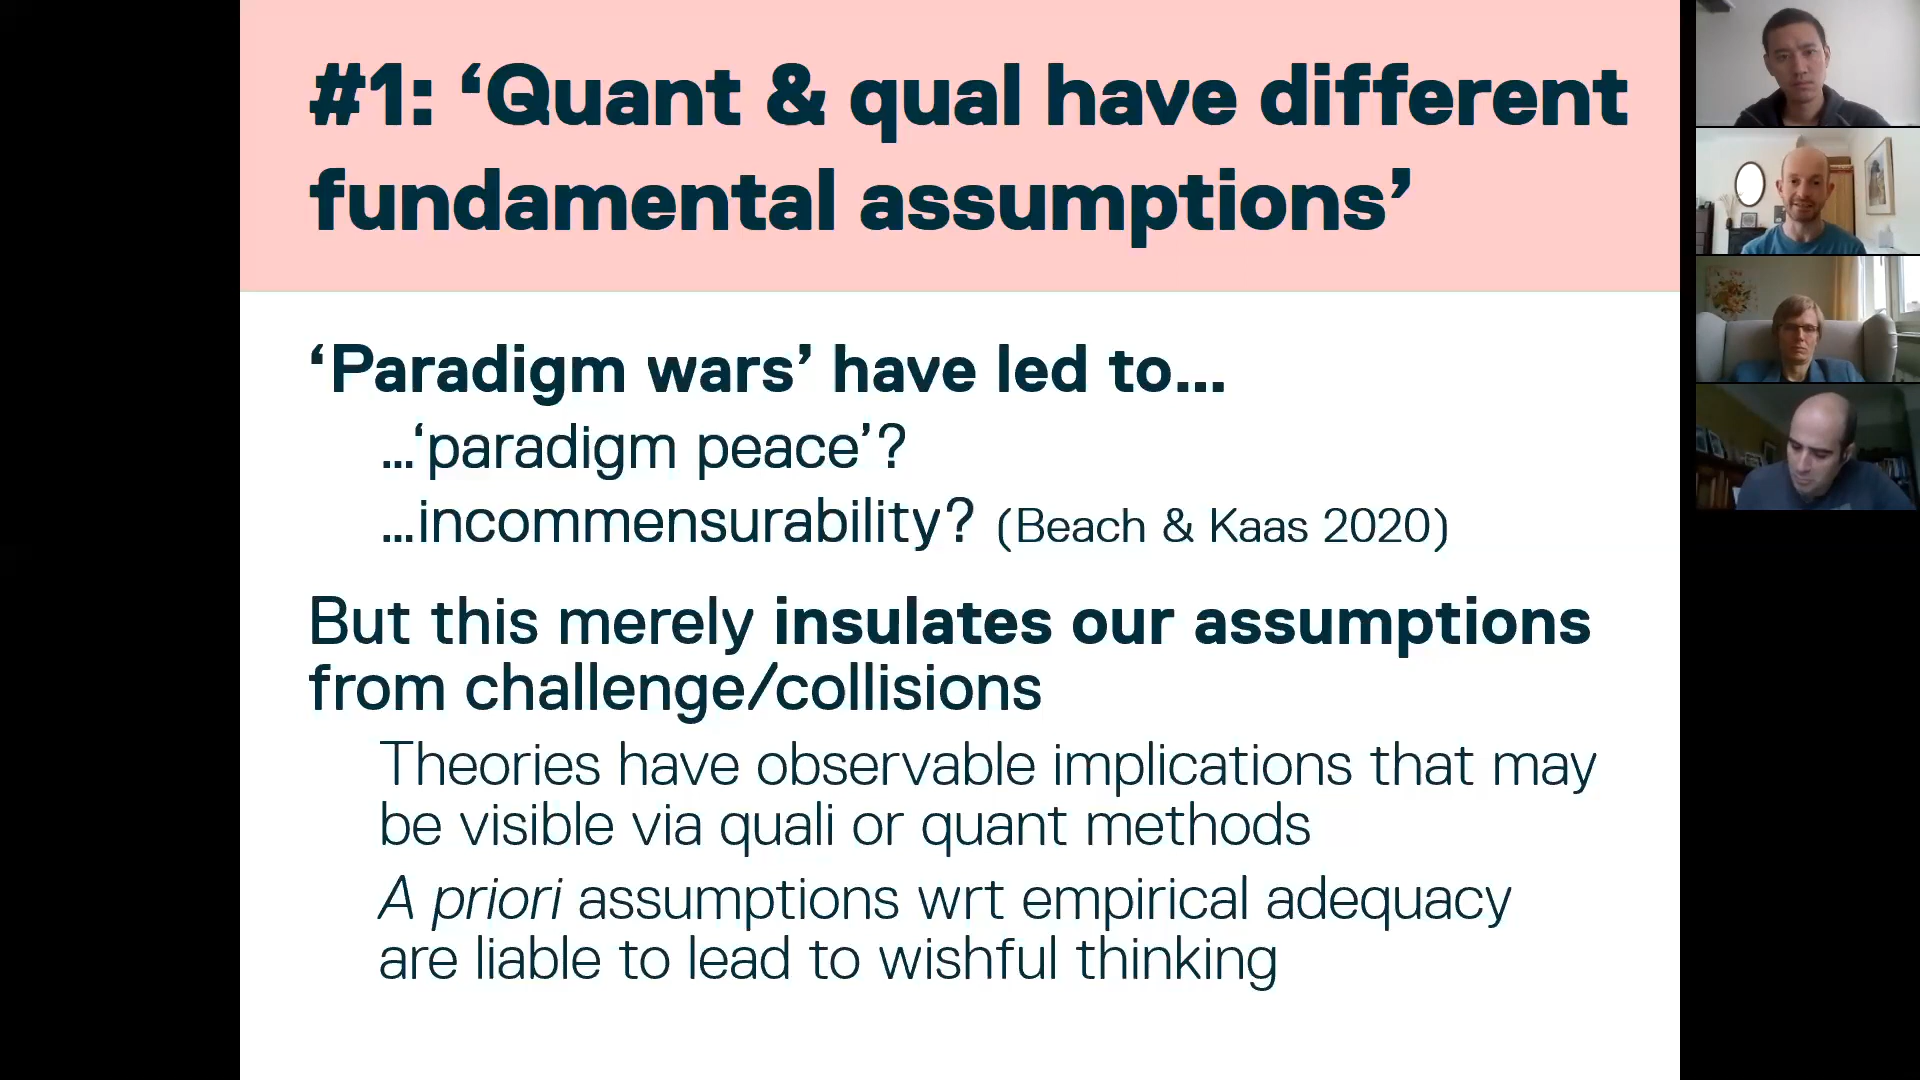 #1: ‘Quant & qual have different
fundamental assumptions’
‘Paradigm wars’ have led to...
...‘paradigm peace’?
...incommensurability? (Beach & Kaas 2020)
But this merely insulates our assumptions
from challenge/collisions
Theories have observable implications that may
be visible via quali or quant methods
A priori assumptions wrt empirical adequacy
are liable to lead to wishful thinking